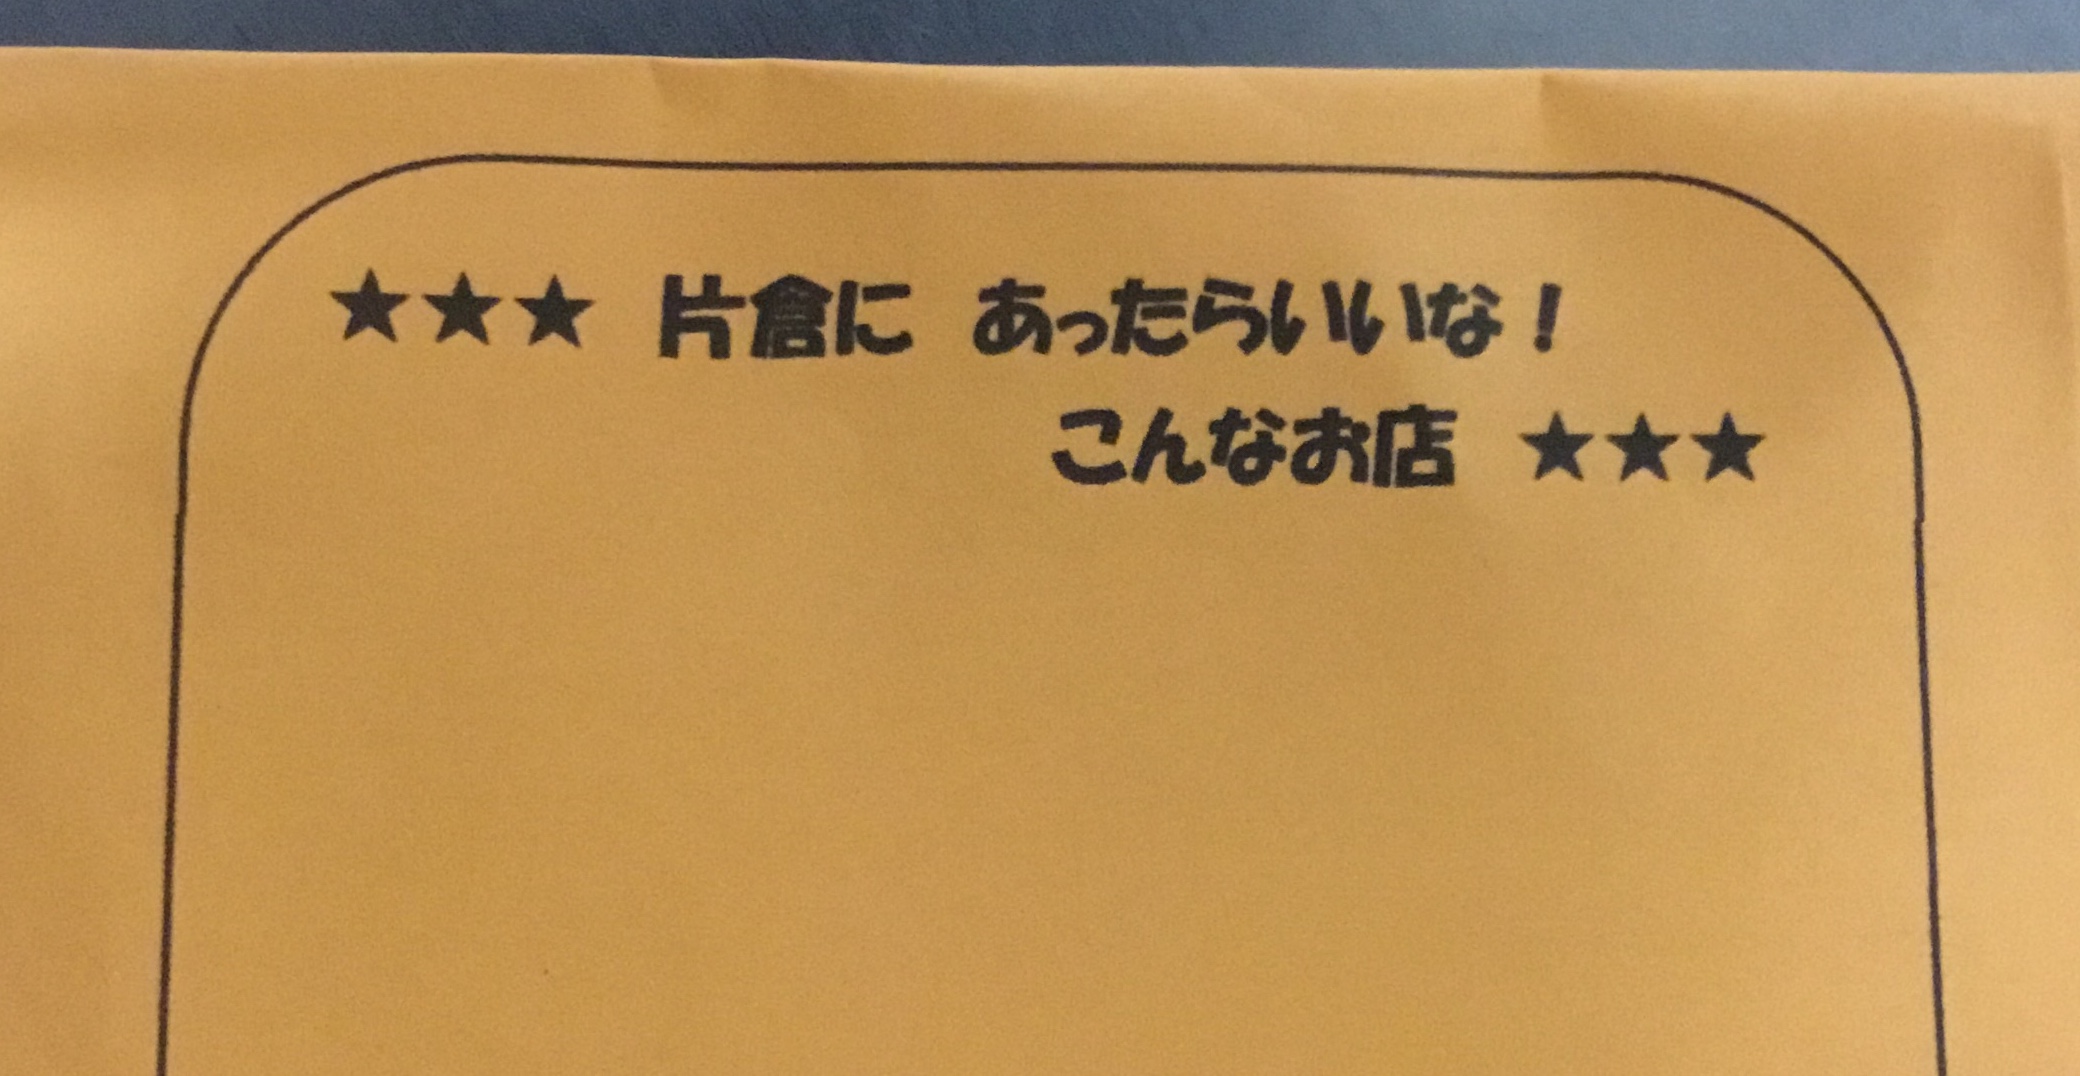 ★★★ 片倉に あったらいいな！
こんなお店 ★★★